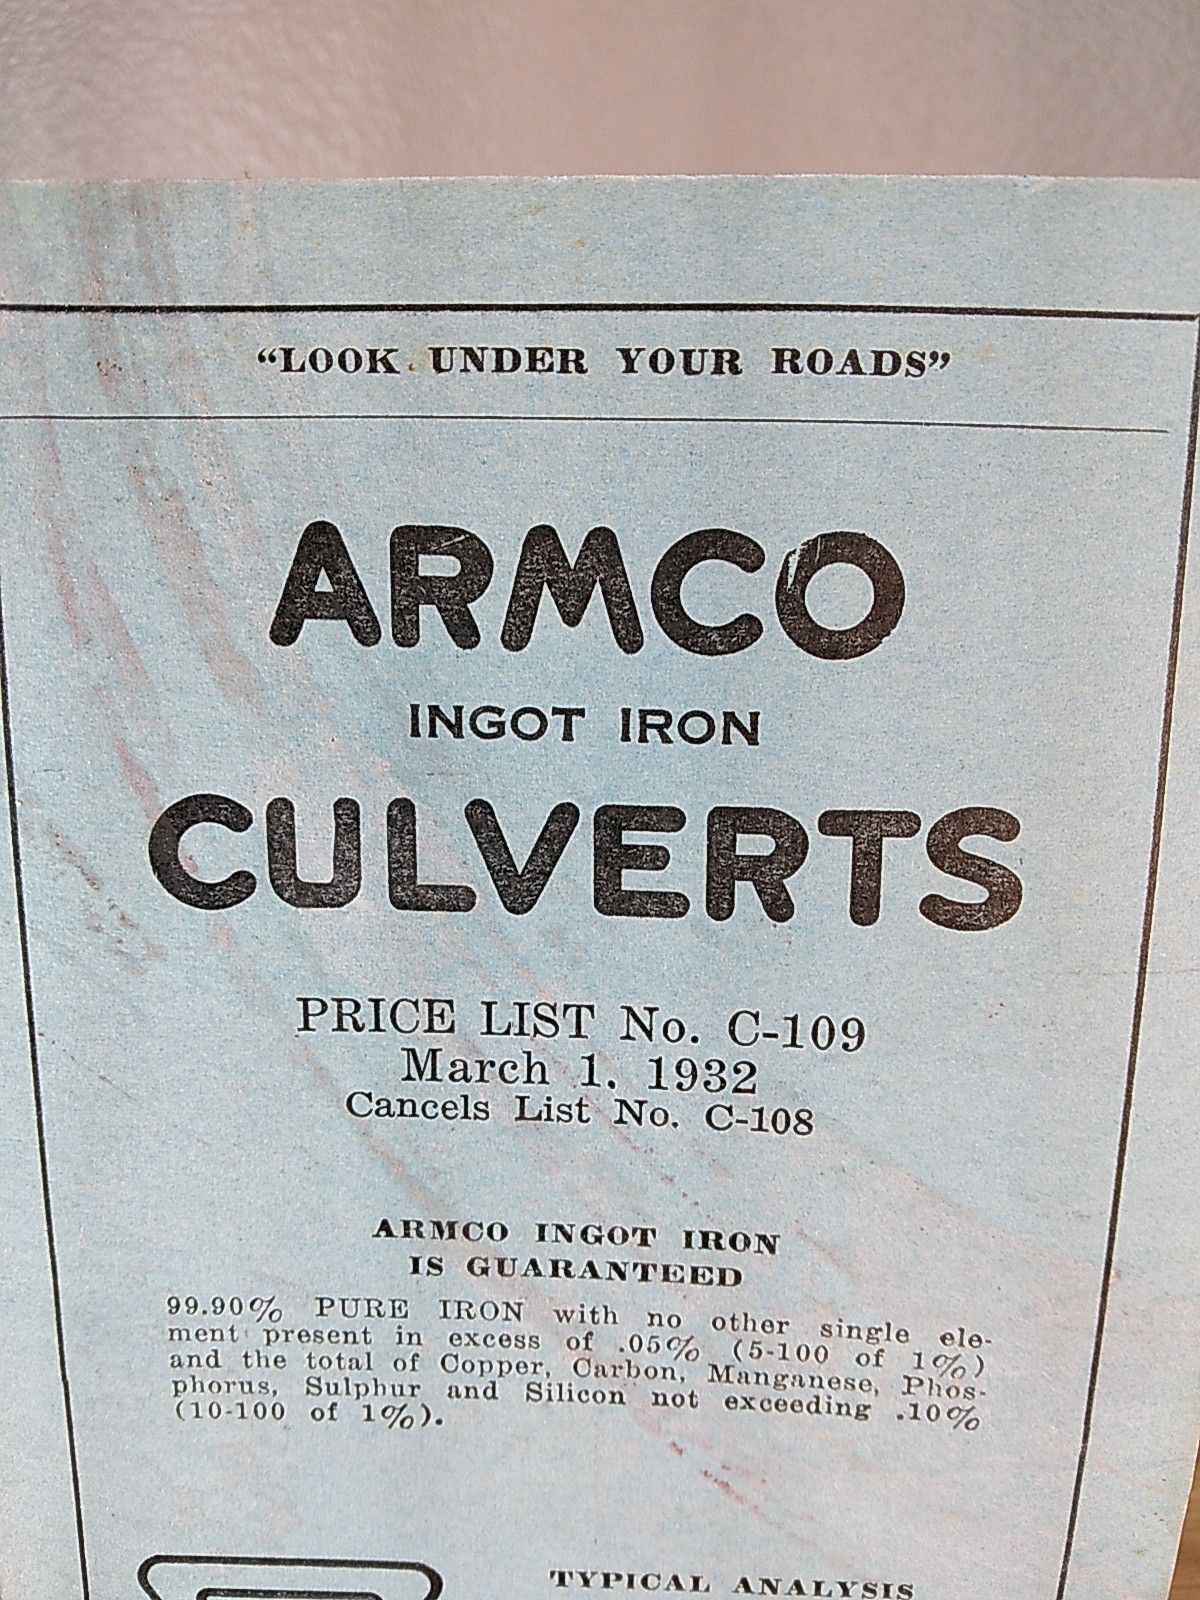 “LOOK UNDER YOUR ROADS”
ARMCO
INGOT IRON
CULVERTS
PRICE LIST No. C-109
March 1, 1932
Cancels List No. C-108
ARMCO INGOT IRON
IS GUARANTEED
99.90% PURE IRON with no other single ele-
ment present in excess of .05% (5-100 of 1%)
and the total of Copper, Carbon, Manganese, Phos-
phorus, Sulphur and Silicon not exceeding .10%
(10-100 of 1%).
TYPICAL ANALYSIS